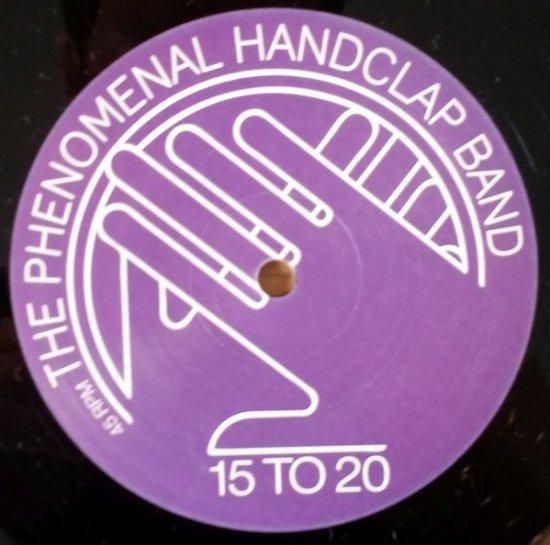 THE PHENOMENAL HANDCLAP BAND
45 RPM
15 TO 20